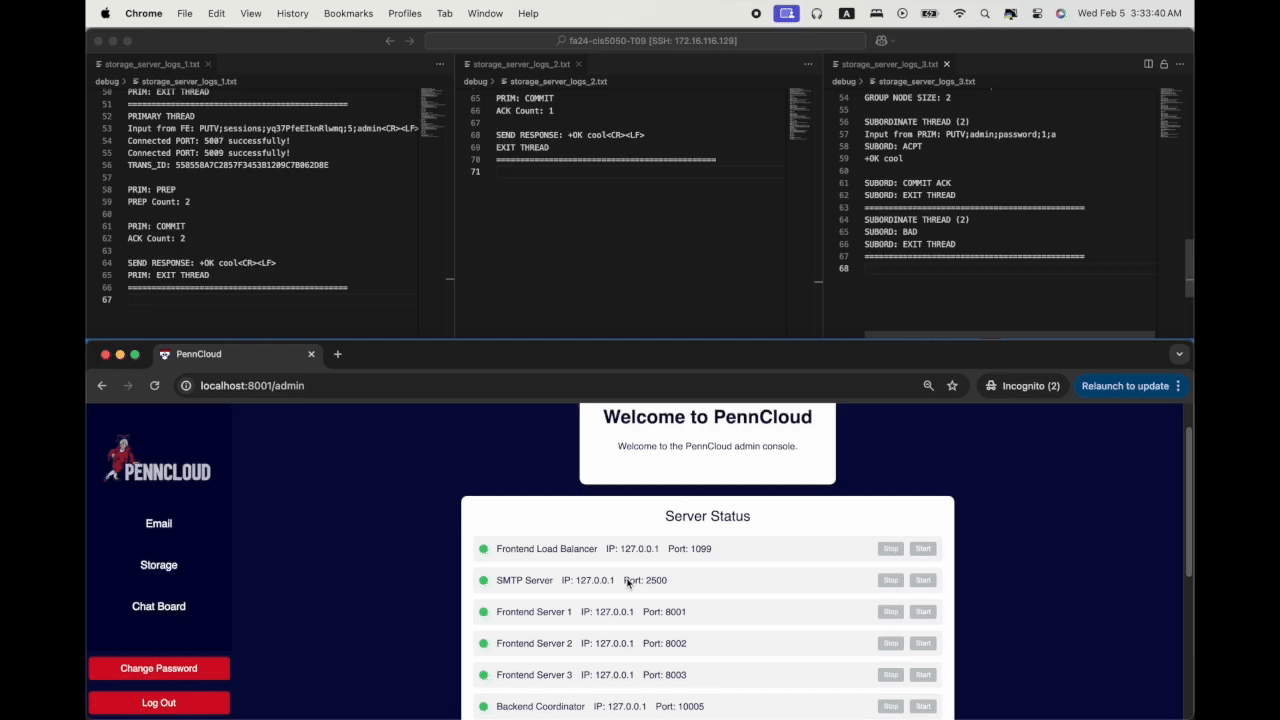 Chrome File Edit View History Bookmarks Profiles Tab Window Help A Wed Feb 5 3:33:40 AM
fa24-cis5050-T09 [SSH: 172.16.116.129]
storage_server_logs_1.txt
debug > storage_server_logs_1.txt
50 PRIM: EXIT THREAD
51 =============================================
52 PRIMARY THREAD
53 Input from FE: PUTV;sessions;yq37PfeEIknRlwmq;5;admin<CR><LF>
54 Connected PORT: 5007 successfully!
55 Connected PORT: 5009 successfully!
56 TRANS_ID: 558558A7C2857F3453B1209C7B062D8E
57
58 PRIM: PREP
59 PREP Count: 2
60
61 PRIM: COMMIT
62 ACK Count: 2
63
64 SEND RESPONSE: +OK cool<CR><LF>
65 PRIM: EXIT THREAD
66 =============================================
67
storage_server_logs_2.txt
debug > storage_server_logs_2.txt
65 PRIM: COMMIT
66 ACK Count: 1
67
68 SEND RESPONSE: +OK cool<CR><LF>
69 EXIT THREAD
70 =============================================
71
storage_server_logs_3.txt
debug > storage_server_logs_3.txt
54 GROUP NODE SIZE: 2
55
56 SUBORDINATE THREAD (2)
57 Input from PRIM: PUTV;admin;password;1;a
58 SUBORD: ACPT
59 +OK cool
60
61 SUBORD: COMMIT ACK
62 SUBORD: EXIT THREAD
63 =============================================
64 SUBORDINATE THREAD (2)
65 SUBORD: BAD
66 SUBORD: EXIT THREAD
67 =============================================
68
PennCloud
localhost:8001/admin Incognito (2) Relaunch to update
PENNCLOUD
Email
Storage
Chat Board
Change Password
Log Out
Welcome to PennCloud
Welcome to the PennCloud admin console.
Server Status
Frontend Load Balancer IP: 127.0.0.1 Port: 1099 Stop Start
SMTP Server IP: 127.0.0.1 Port: 2500 Stop Start
Frontend Server 1 IP: 127.0.0.1 Port: 8001 Stop Start
Frontend Server 2 IP: 127.0.0.1 Port: 8002 Stop Start
Frontend Server 3 IP: 127.0.0.1 Port: 8003 Stop Start
Backend Coordinator IP: 127.0.0.1 Port: 10005 Stop Start